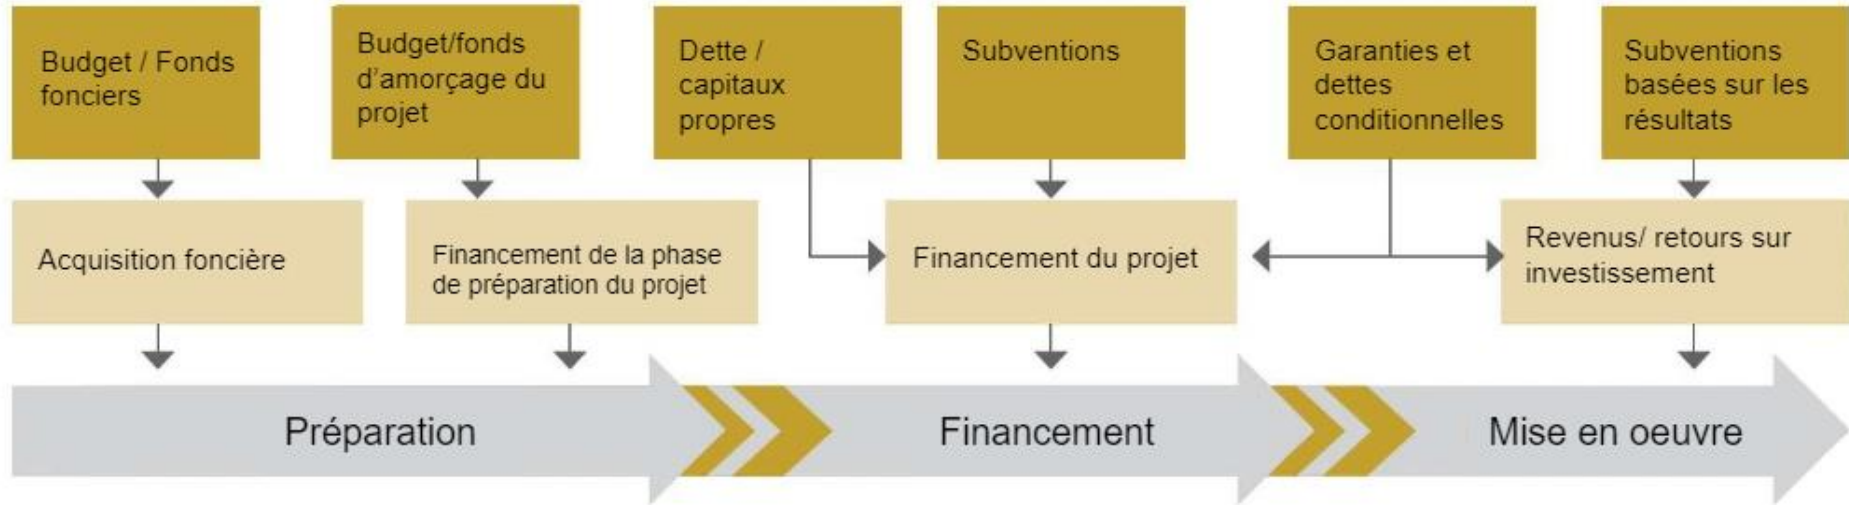 Budget / Fonds
fonciers
Budget/fonds
d'amorçage du
projet
Dette /
capitaux
propres
Subventions
Garanties et
dettes
conditionnelles
Subventions
basées sur les
résultats
Acquisition foncière
Financement de la phase
de préparation du projet
Financement du projet
Revenus/ retours sur
investissement
Préparation
Financement
Mise en oeuvre